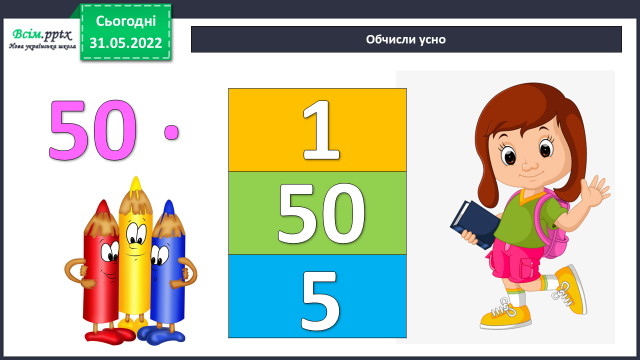 Всім.pptx
Нова українська школа
Сьогодні
31.05.2022
Обчисли усно
50 ·
1
50
5